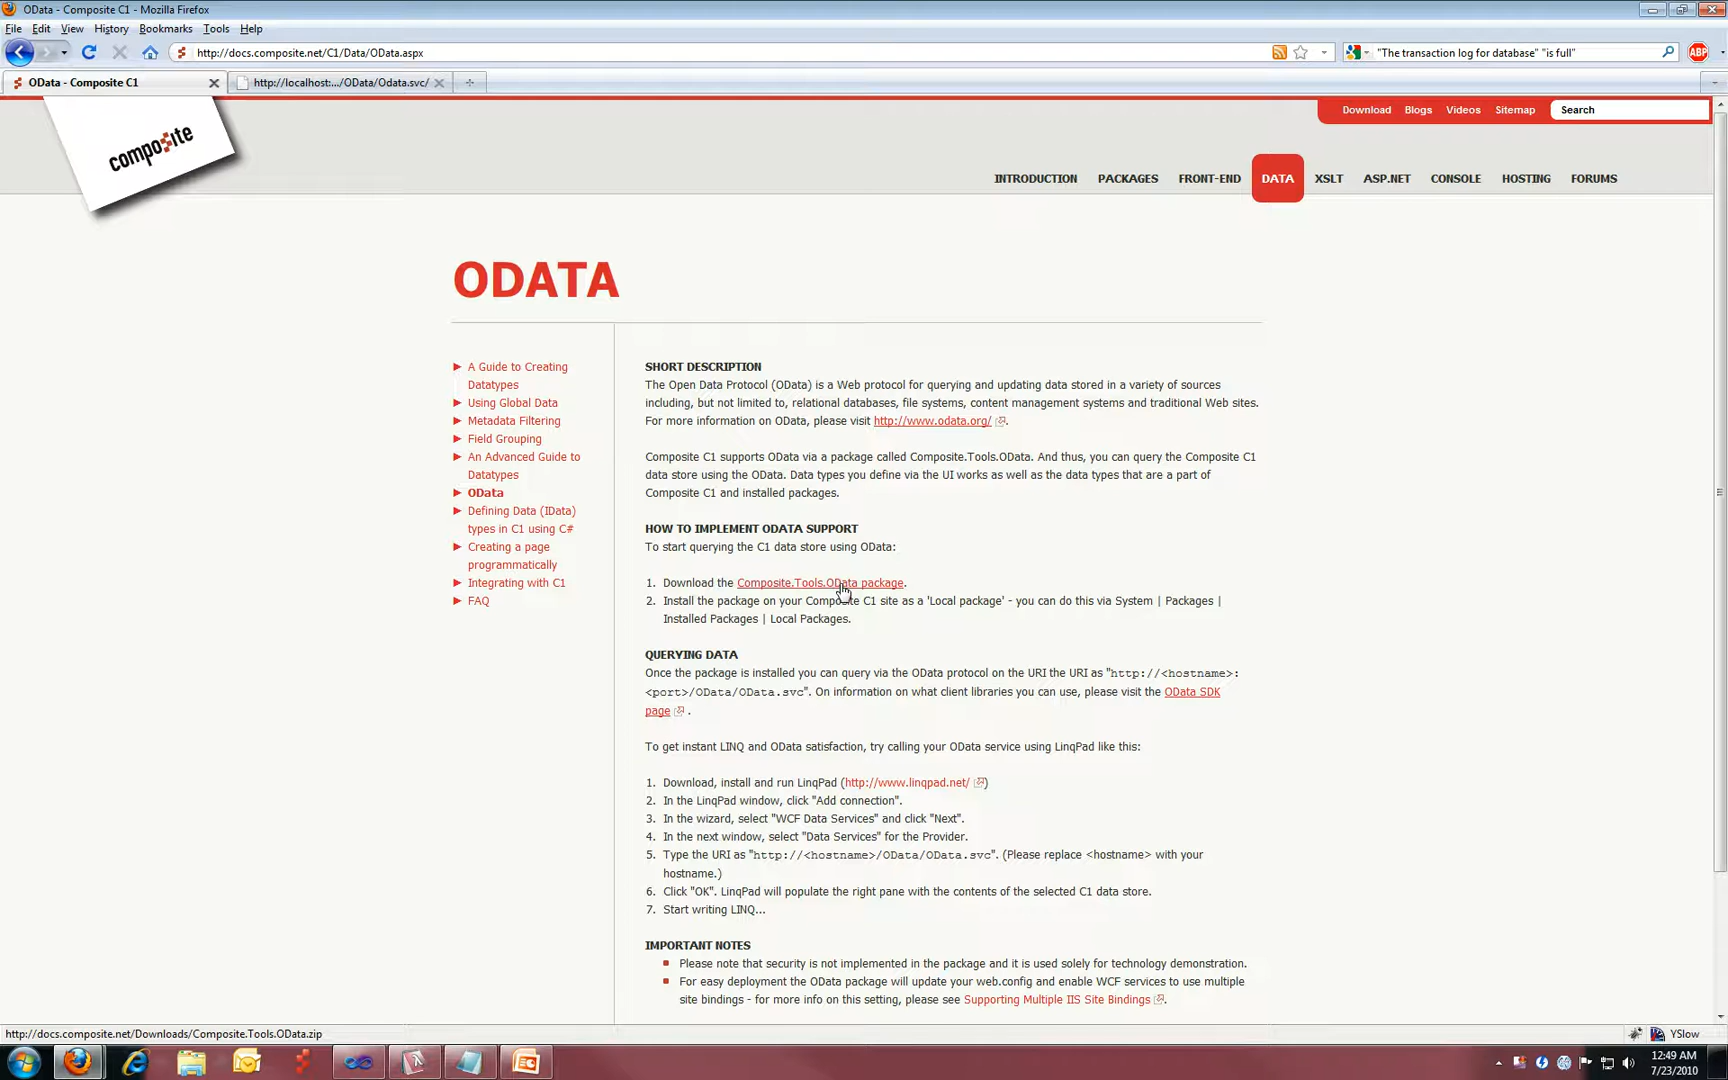 OData - Composite C1 - Mozilla Firefox
File Edit View History Bookmarks Tools Help
http://docs.composite.net/C1/Data/OData.aspx
"The transaction log for database" "is full"
ABP
OData - Composite C1
http://localhost:.../OData/Odata.svc/
Download Blogs Videos Sitemap Search
composite
INTRODUCTION PACKAGES FRONT-END DATA XSLT ASP.NET CONSOLE HOSTING FORUMS
ODATA
A Guide to Creating
Datatypes
Using Global Data
Metadata Filtering
Field Grouping
An Advanced Guide to
Datatypes
OData
Defining Data (IData)
types in C1 using C#
Creating a page
programmatically
Integrating with C1
FAQ
SHORT DESCRIPTION
The Open Data Protocol (OData) is a Web protocol for querying and updating data stored in a variety of sources
including, but not limited to, relational databases, file systems, content management systems and traditional Web sites.
For more information on OData, please visit http://www.odata.org/ .
Composite C1 supports OData via a package called Composite.Tools.OData. And thus, you can query the Composite C1
data store using the OData. Data types you define via the UI works as well as the data types that are a part of
Composite C1 and installed packages.
HOW TO IMPLEMENT ODATA SUPPORT
To start querying the C1 data store using OData:
1. Download the Composite.Tools.OData package.
2. Install the package on your Composite C1 site as a 'Local package' - you can do this via System | Packages |
Installed Packages | Local Packages.
QUERYING DATA
Once the package is installed you can query via the OData protocol on the URI the URI as "http://<hostname>:
<port>/OData/OData.svc". On information on what client libraries you can use, please visit the OData SDK
page .
To get instant LINQ and OData satisfaction, try calling your OData service using LinqPad like this:
1. Download, install and run LinqPad (http://www.linqpad.net/ )
2. In the LinqPad window, click "Add connection".
3. In the wizard, select "WCF Data Services" and click "Next".
4. In the next window, select "Data Services" for the Provider.
5. Type the URI as "http://<hostname>/OData/OData.svc". (Please replace <hostname> with your
hostname.)
6. Click "OK". LinqPad will populate the right pane with the contents of the selected C1 data store.
7. Start writing LINQ...
IMPORTANT NOTES
Please note that security is not implemented in the package and it is used solely for technology demonstration.
For easy deployment the OData package will update your web.config and enable WCF services to use multiple
site bindings - for more info on this setting, please see Supporting Multiple IIS Site Bindings .
http://docs.composite.net/Downloads/Composite.Tools.OData.zip
YSlow
12:49 AM
7/23/2010